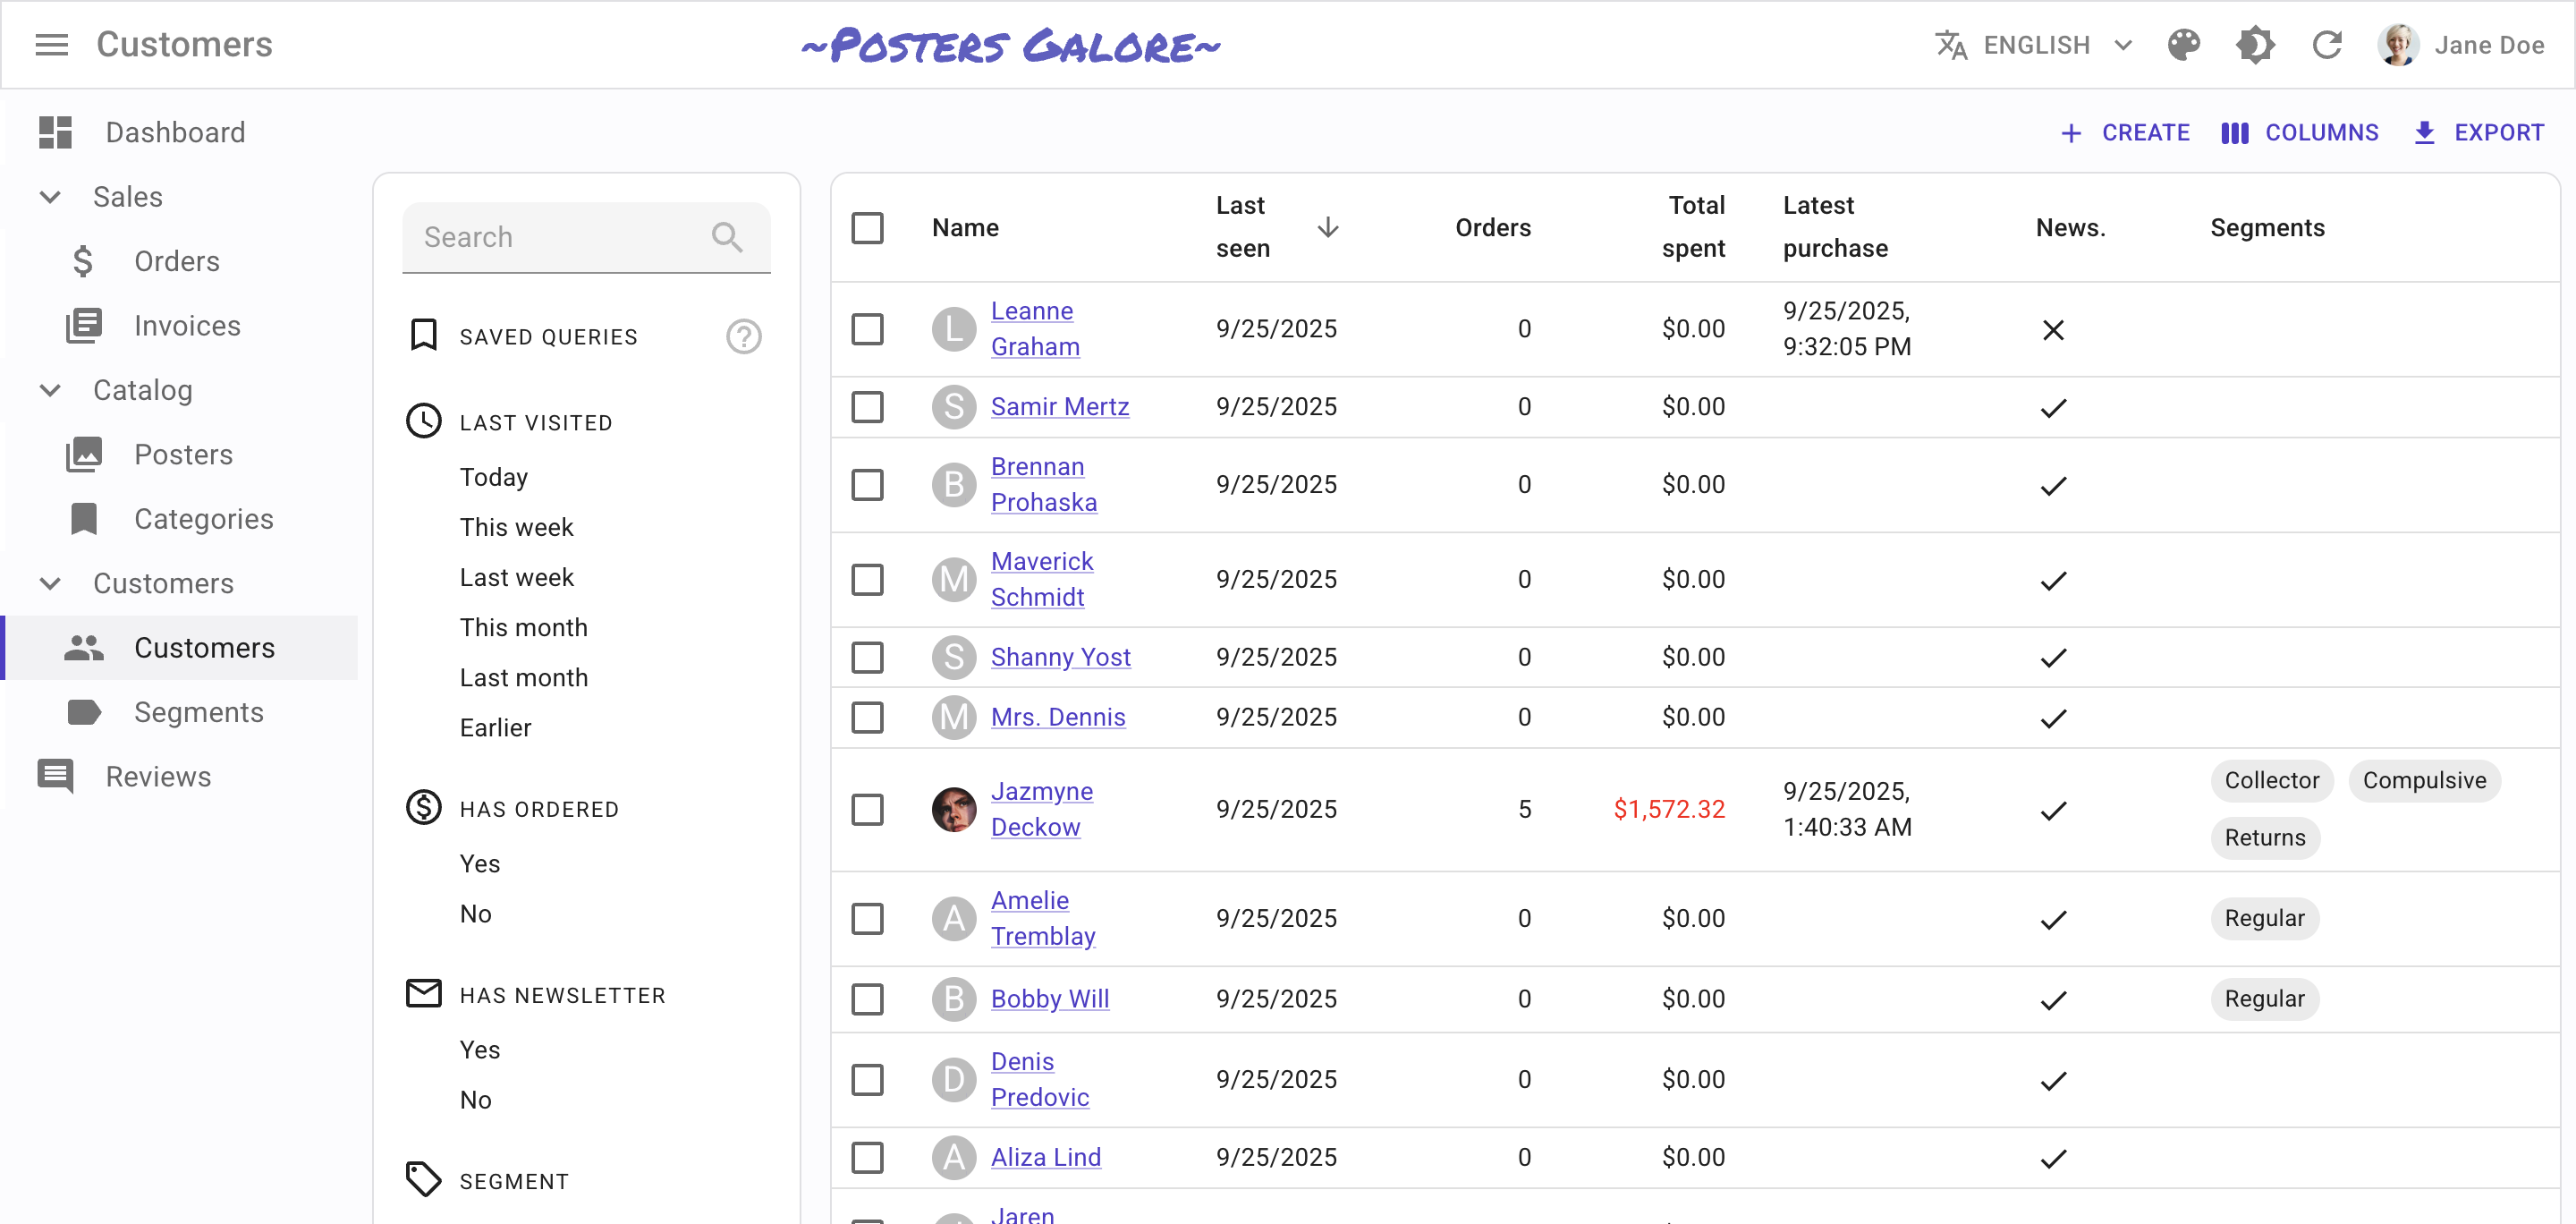 Customers
~Posters Galore~
ENGLISH
Jane Doe
Dashboard
Sales
Orders
Invoices
Catalog
Posters
Categories
Customers
Customers
Segments
Reviews
CREATE
COLUMNS
EXPORT
Search
SAVED QUERIES
?
LAST VISITED
Today
This week
Last week
This month
Last month
Earlier
HAS ORDERED
Yes
No
HAS NEWSLETTER
Yes
No
SEGMENT
Name Last seen Orders Total spent Latest purchase News. Segments
L Leanne Graham 9/25/2025 0 $0.00 9/25/2025, 9:32:05 PM
S Samir Mertz 9/25/2025 0 $0.00
B Brennan Prohaska 9/25/2025 0 $0.00
M Maverick Schmidt 9/25/2025 0 $0.00
S Shanny Yost 9/25/2025 0 $0.00
M Mrs. Dennis 9/25/2025 0 $0.00
Jazmyne Deckow 9/25/2025 5 $1,572.32 9/25/2025, 1:40:33 AM Collector Compulsive Returns
A Amelie Tremblay 9/25/2025 0 $0.00 Regular
B Bobby Will 9/25/2025 0 $0.00 Regular
D Denis Predovic 9/25/2025 0 $0.00
A Aliza Lind 9/25/2025 0 $0.00
Jaren